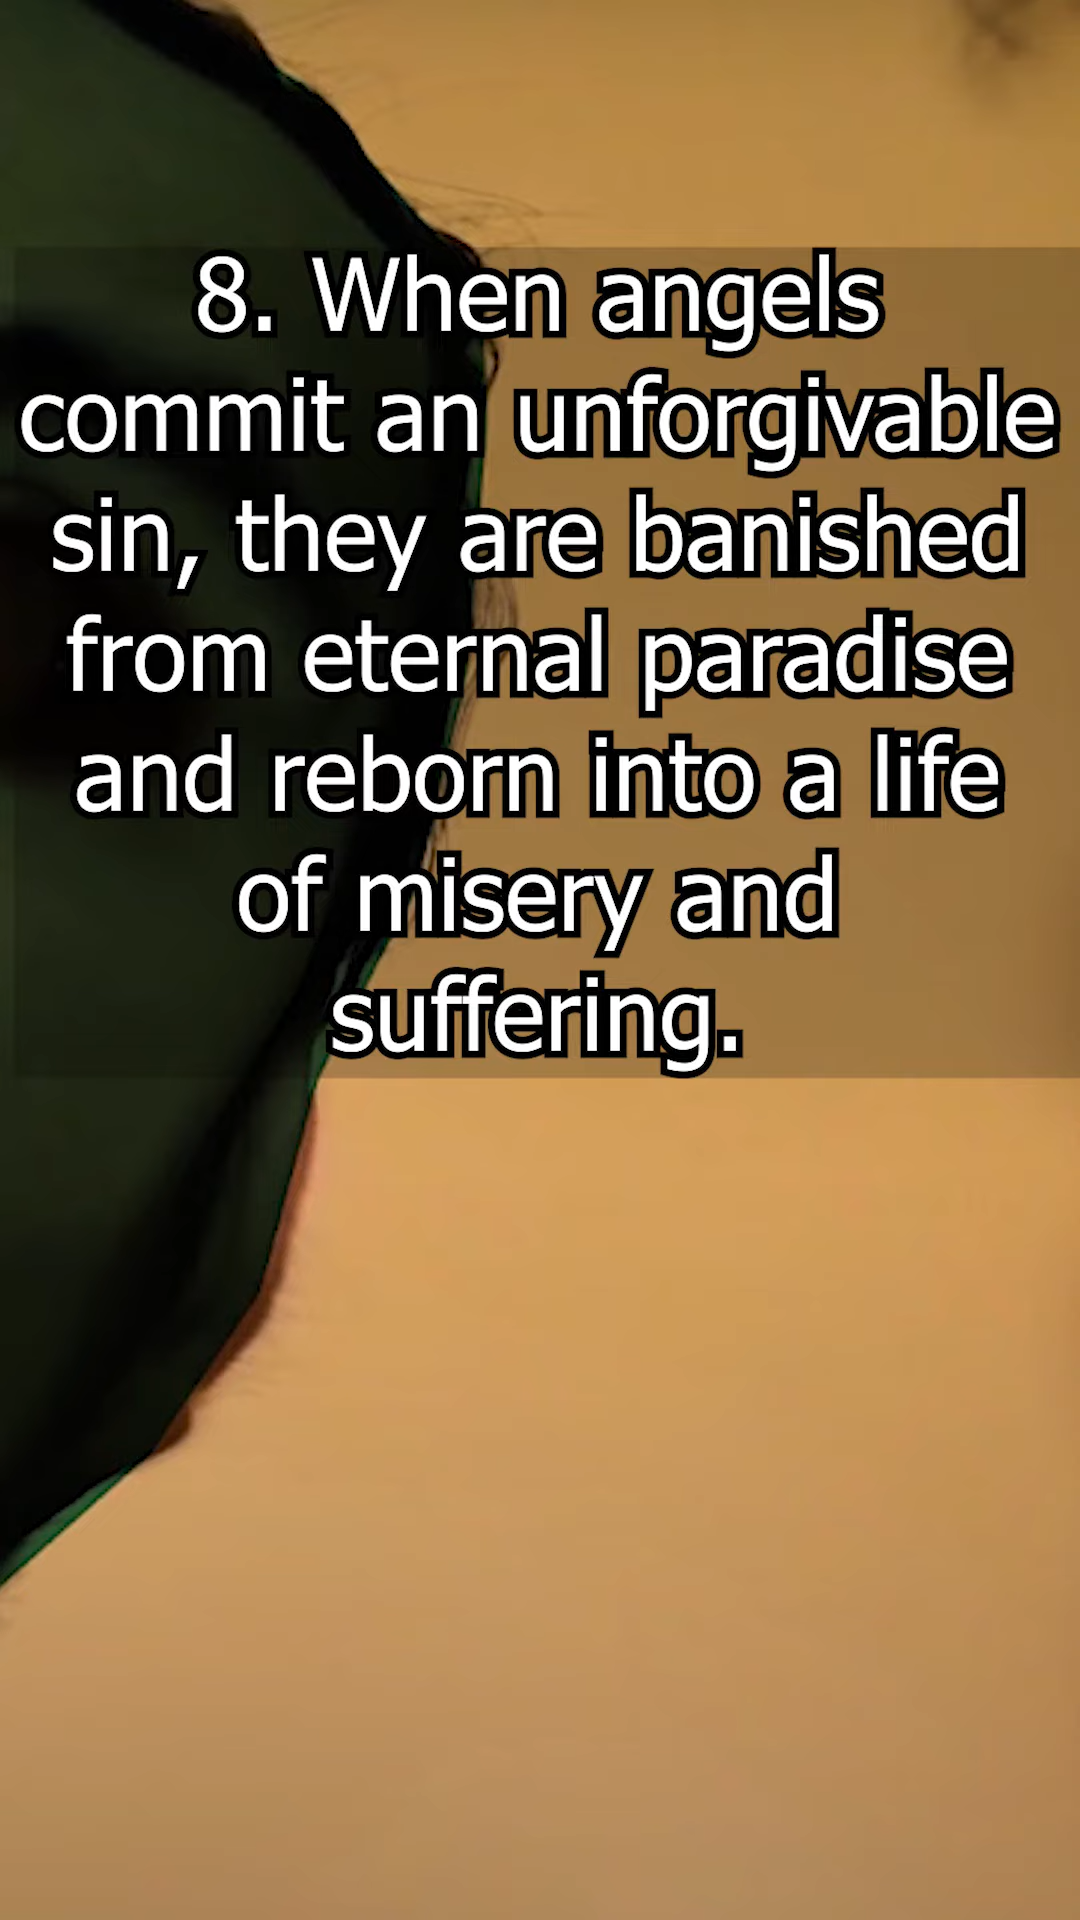 8. When angels
commit an unforgivable
sin, they are banished
from eternal paradise
and reborn into a life
of misery and
suffering.